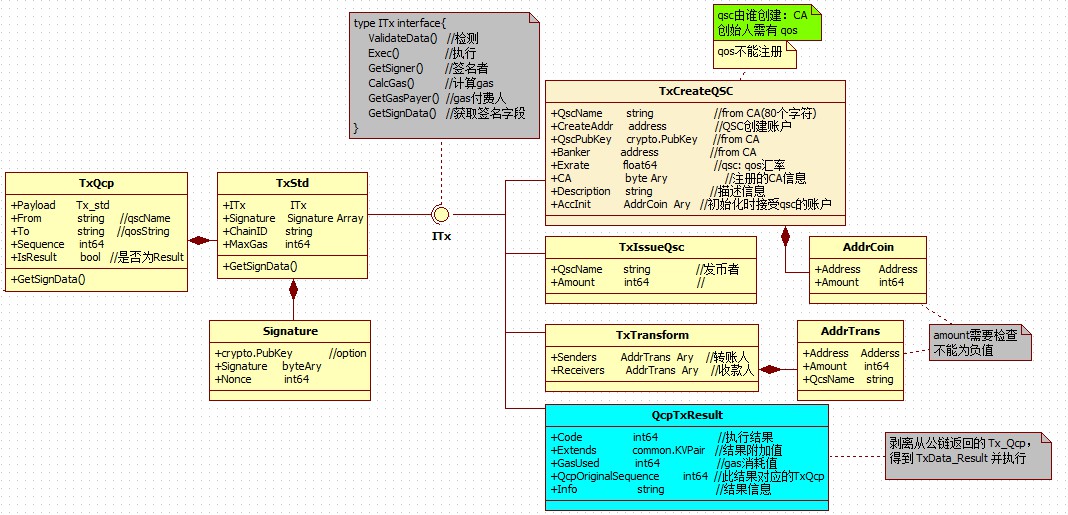 qsc由谁创建：CA
创始人需有 qos
qos不能注册
type ITx interface{
ValidateData() //检测
Exec() //执行
GetSigner() //签名者
CalcGas() //计算gas
GetGasPayer() //gas付费人
GetSignData() //获取签名字段
}
TxCreateQSC
+QscName string //from CA(80个字符)
+CreateAddr address //QSC创建账户
+QscPubKey crypto.PubKey //from CA
+Banker address //from CA
+Exrate float64 //qsc: qos汇率
+CA byte Ary //注册的CA信息
+Description string //描述信息
+AccInit AddrCoin Ary //初始化时接受qsc的账户
TxQcp
+Payload Tx_std
+From string //qscName
+To string //qosString
+Sequence int64
+IsResult bool //是否为Result
+GetSignData()
TxStd
+ITx ITx
+Signature Signature Array
+ChainID string
+MaxGas int64
+GetSignData()
ITx
TxIssueQsc
+QscName string //发币者
+Amount int64 //
AddrCoin
+Address Address
+Amount int64
Signature
+crypto.PubKey //option
+Signature byteAry
+Nonce int64
TxTransform
+Senders AddrTrans Ary //转账人
+Receivers AddrTrans Ary //收款人
AddrTrans
+Address Adderss
+Amount int64
+QcsName string
amount需要检查
不能为负值
QcpTxResult
+Code int64 //执行结果
+Extends common.KVPair //结果附加值
+GasUsed int64 //gas消耗值
+QcpOriginalSequence int64 //此结果对应的TxQcp
+Info string //结果信息
剥离从公链返回的 Tx_Qcp，
得到 TxData_Result 并执行